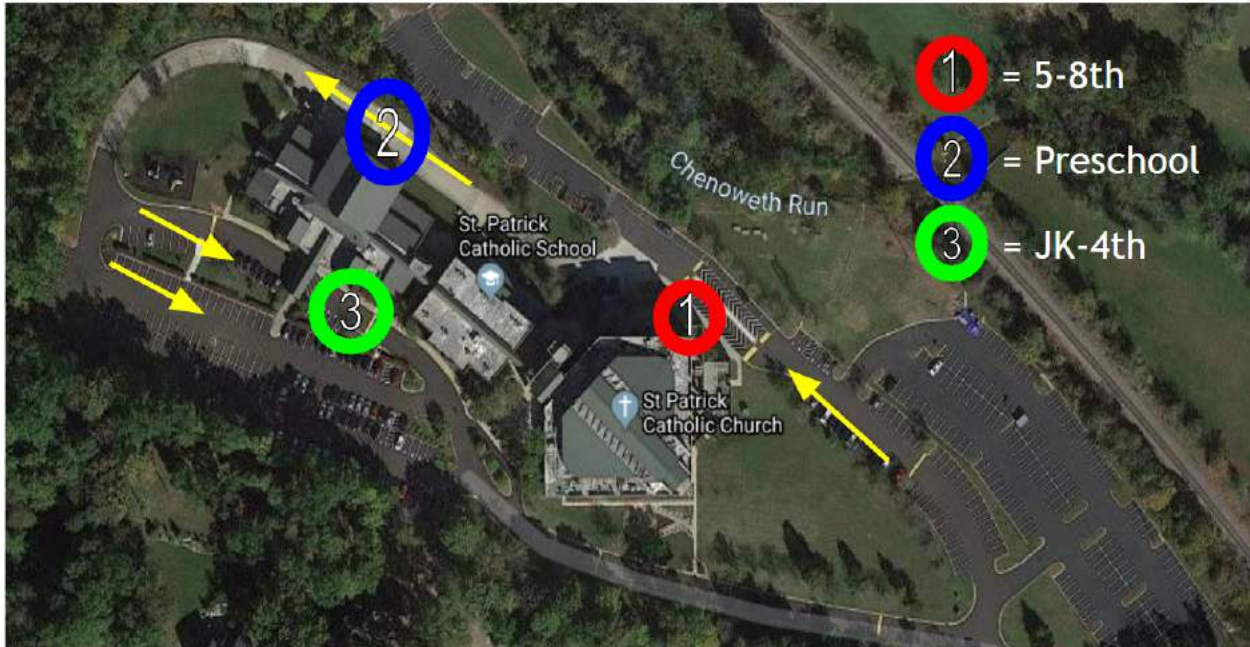 1 = 5-8th
2
2 = Preschool
Chenoweth Run
St. Patrick
Catholic School
3 = JK-4th
3
1
St Patrick
Catholic Church